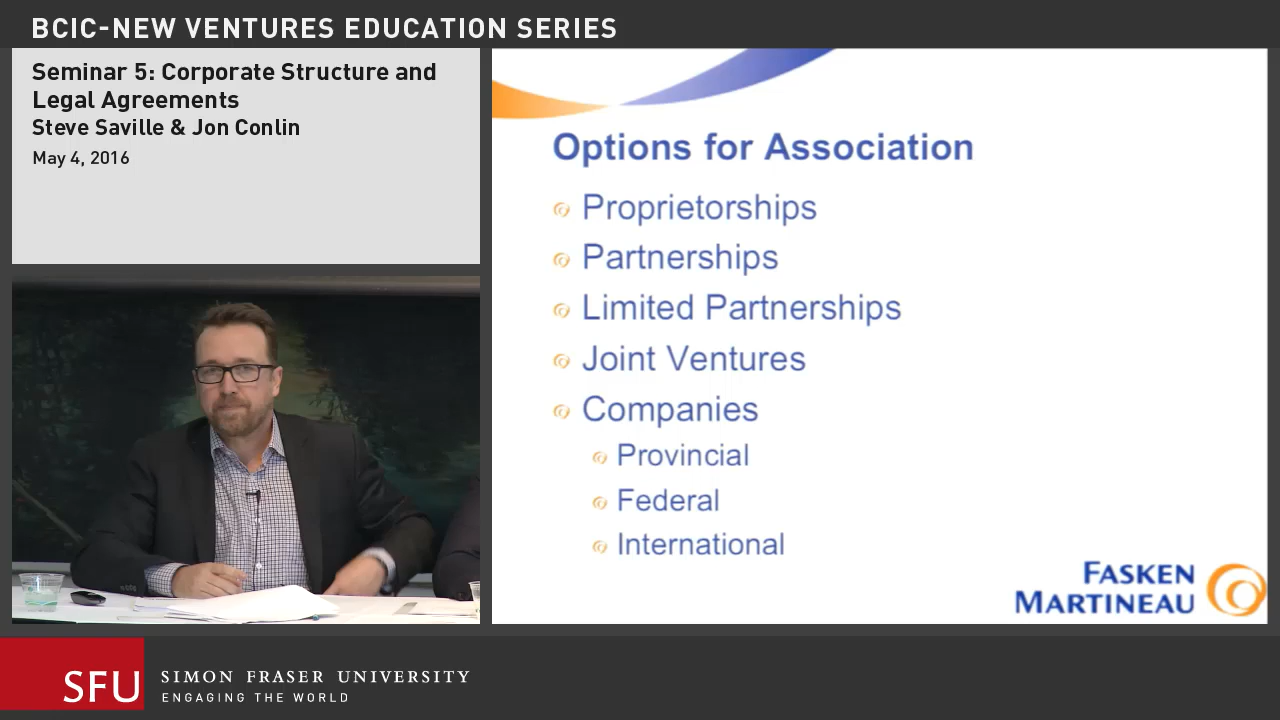 BCIC-NEW VENTURES EDUCATION SERIES
Seminar 5: Corporate Structure and
Legal Agreements
Steve Saville & Jon Conlin
May 4, 2016
Options for Association
Proprietorships
Partnerships
Limited Partnerships
Joint Ventures
Companies
Provincial
Federal
International
FASKEN
MARTINEAU
SFU
SIMON FRASER UNIVERSITY
ENGAGING THE WORLD